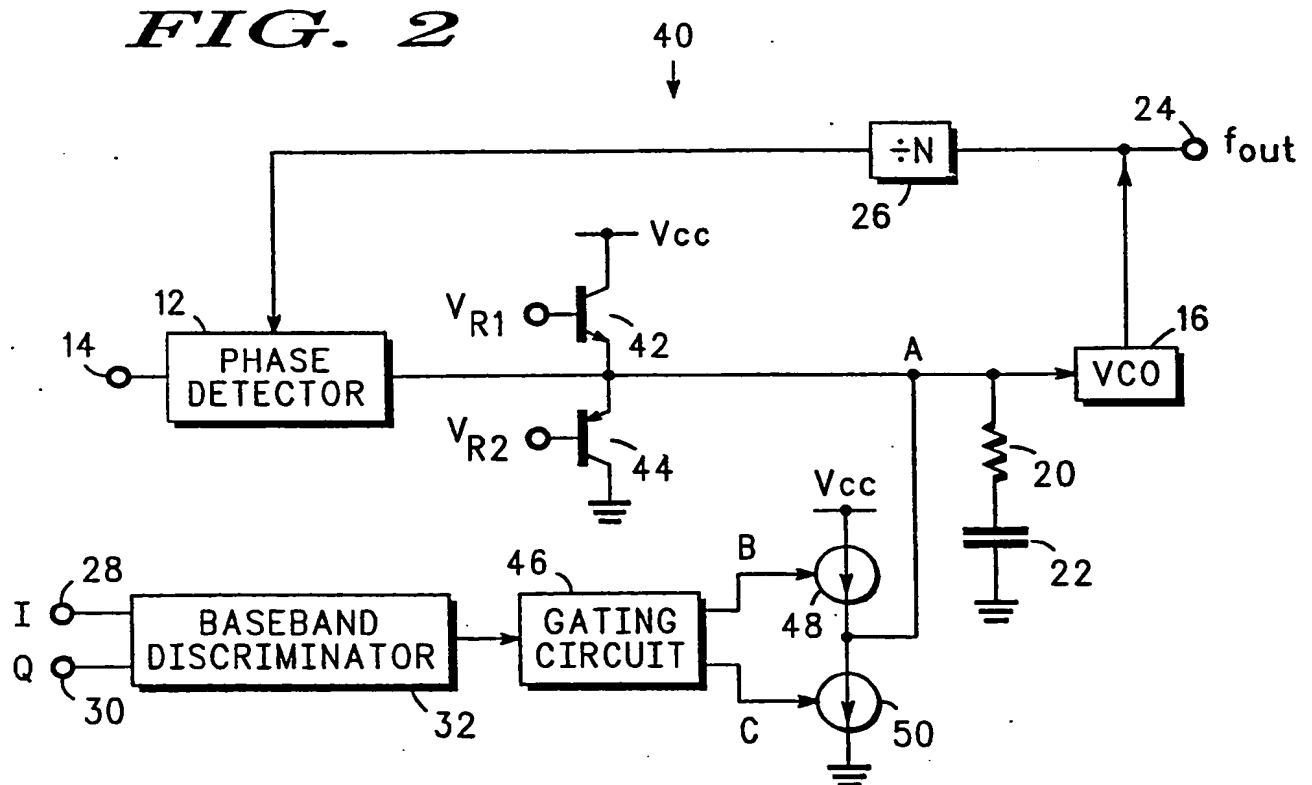 FIG. 2
40
24
÷N
fout
26
Vcc
12
VR1
42
16
14
PHASE
DETECTOR
A
VCO
VR2
44
20
Vcc
22
B
46
28
I
BASEBAND
DISCRIMINATOR
GATING
CIRCUIT
48
Q
30
32
C
50